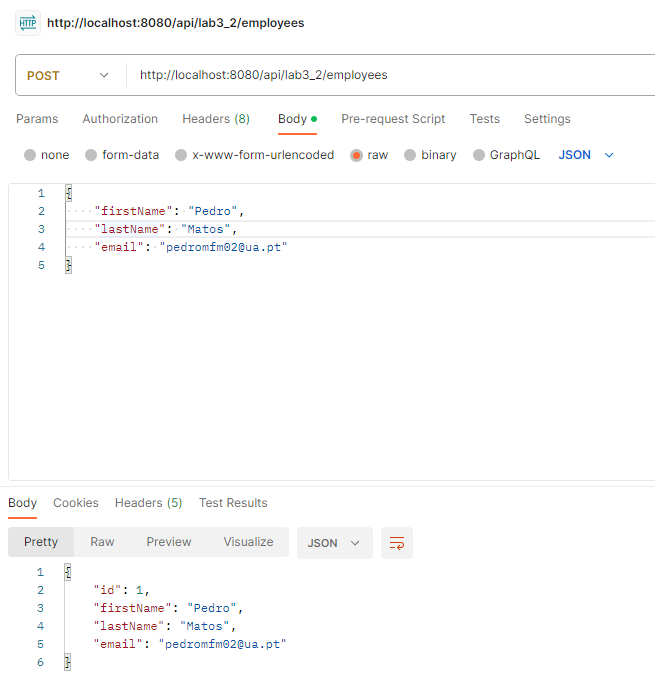 HTTP http://localhost:8080/api/lab3_2/employees
POST http://localhost:8080/api/lab3_2/employees
Params Authorization Headers (8) Body Pre-request Script Tests Settings
none form-data x-www-form-urlencoded raw binary GraphQL JSON
1 {
2 ····"firstName":·"Pedro",
3 ····"lastName":·"Matos",
4 ····"email":·"pedromfm02@ua.pt"
5 }
Body Cookies Headers (5) Test Results
Pretty Raw Preview Visualize JSON
1 {
2     "id": 1,
3     "firstName": "Pedro",
4     "lastName": "Matos",
5     "email": "pedromfm02@ua.pt"
6 }